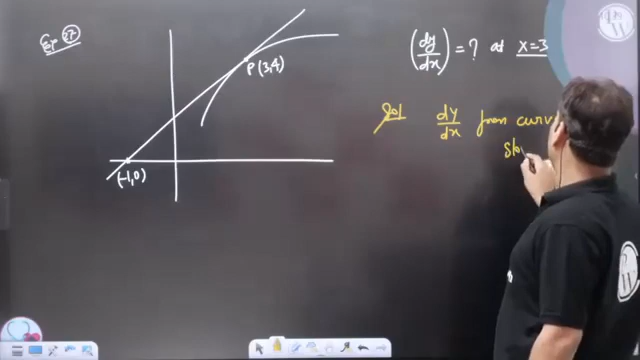 Ex 27
P (3,4)
(-1,0)
(dy/dx) = ? at x=3
Sol dy/dx from curve
Slo